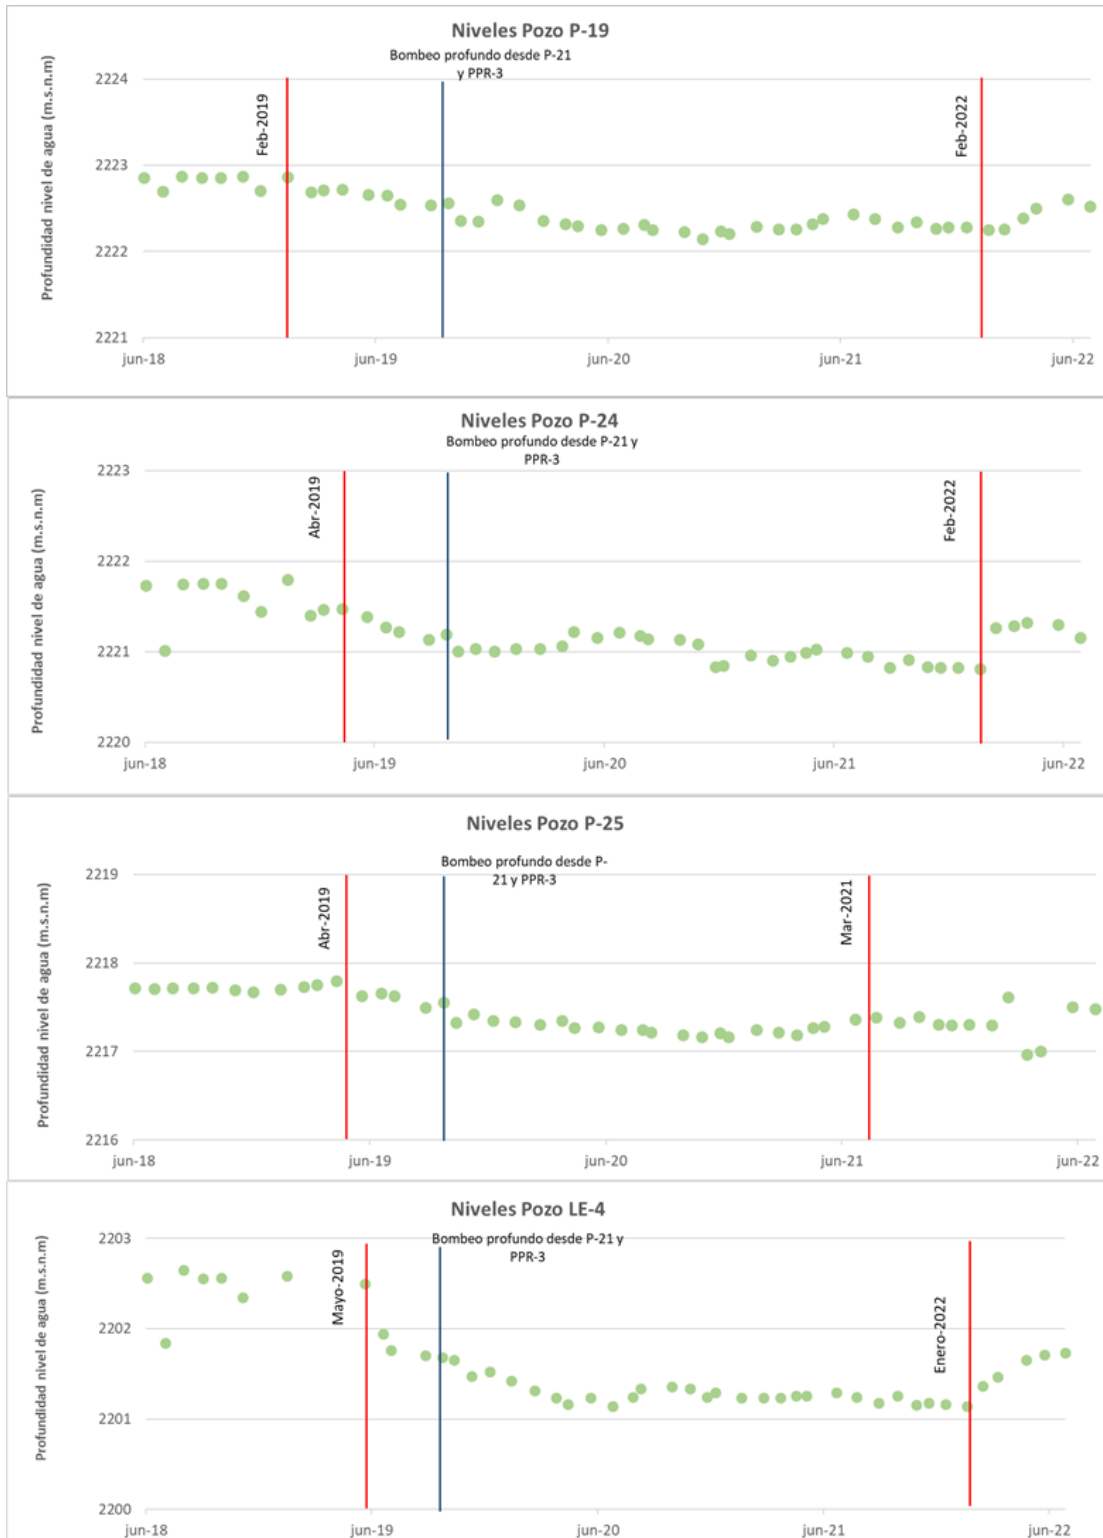 Niveles Pozo P-19
Bombeo profundo desde P-21
y PPR-3
Profundidad nivel de agua (m.s.n.m)
2224
2223
2222
2221
Feb-2019
Feb-2022
jun-18
jun-19
jun-20
jun-21
jun-22
Niveles Pozo P-24
Bombeo profundo desde P-21 y
PPR-3
Profundidad nivel de agua (m.s.n.m)
2223
2222
2221
2220
Abr-2019
Feb-2022
jun-18
jun-19
jun-20
jun-21
jun-22
Niveles Pozo P-25
Bombeo profundo desde P-
21 y PPR-3
Profundidad nivel de agua (m.s.n.m)
2219
2218
2217
2216
Abr-2019
Mar-2021
jun-18
jun-19
jun-20
jun-21
jun-22
Niveles Pozo LE-4
Bombeo profundo desde P-21 y
PPR-3
Profundidad nivel de agua (m.s.n.m)
2203
2202
2201
2200
Mayo-2019
Enero-2022
jun-18
jun-19
jun-20
jun-21
jun-22